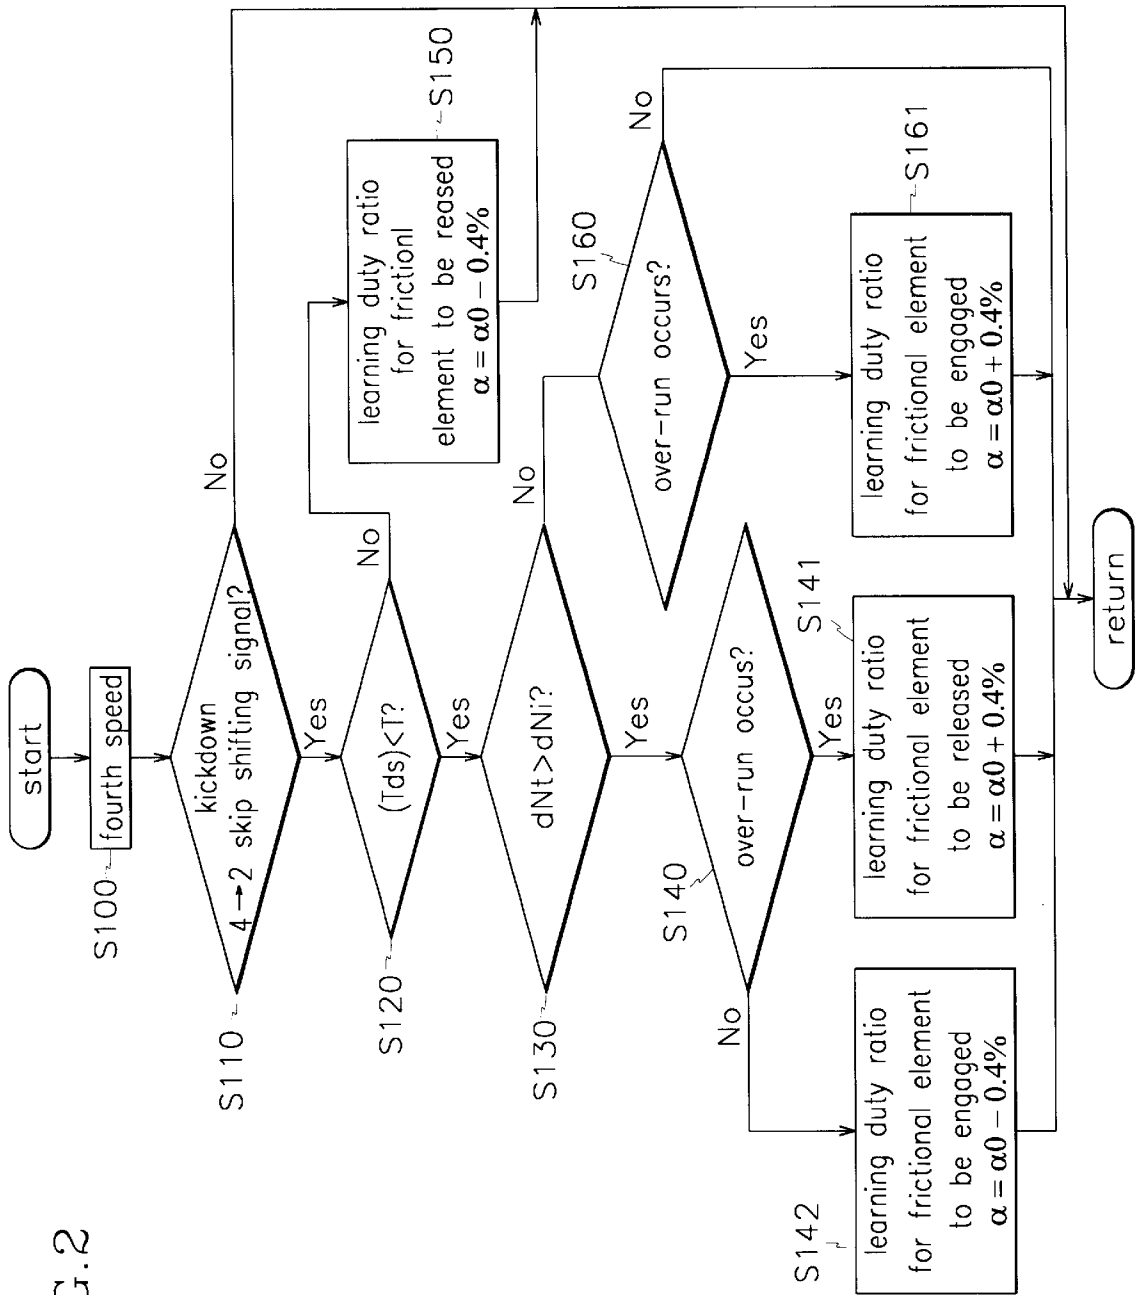 G.2
start
S100
fourth speed
S110
kickdown
4→2 skip shifting signal?
No
Yes
S120
(Tds)<T?
No
Yes
S150
learning duty ratio
for frictionl
element to be reased
α = α0 − 0.4%
S130
dNt>dNi?
No
Yes
S140
over-run occus?
No
Yes
S160
over-run occurs?
No
Yes
S142
learning duty ratio
for frictional element
to be engaged
α = α0 − 0.4%
S141
learning duty ratio
for frictional element
to be released
α = α0 + 0.4%
S161
learning duty ratio
for frictional element
to be engaged
α = α0 + 0.4%
return